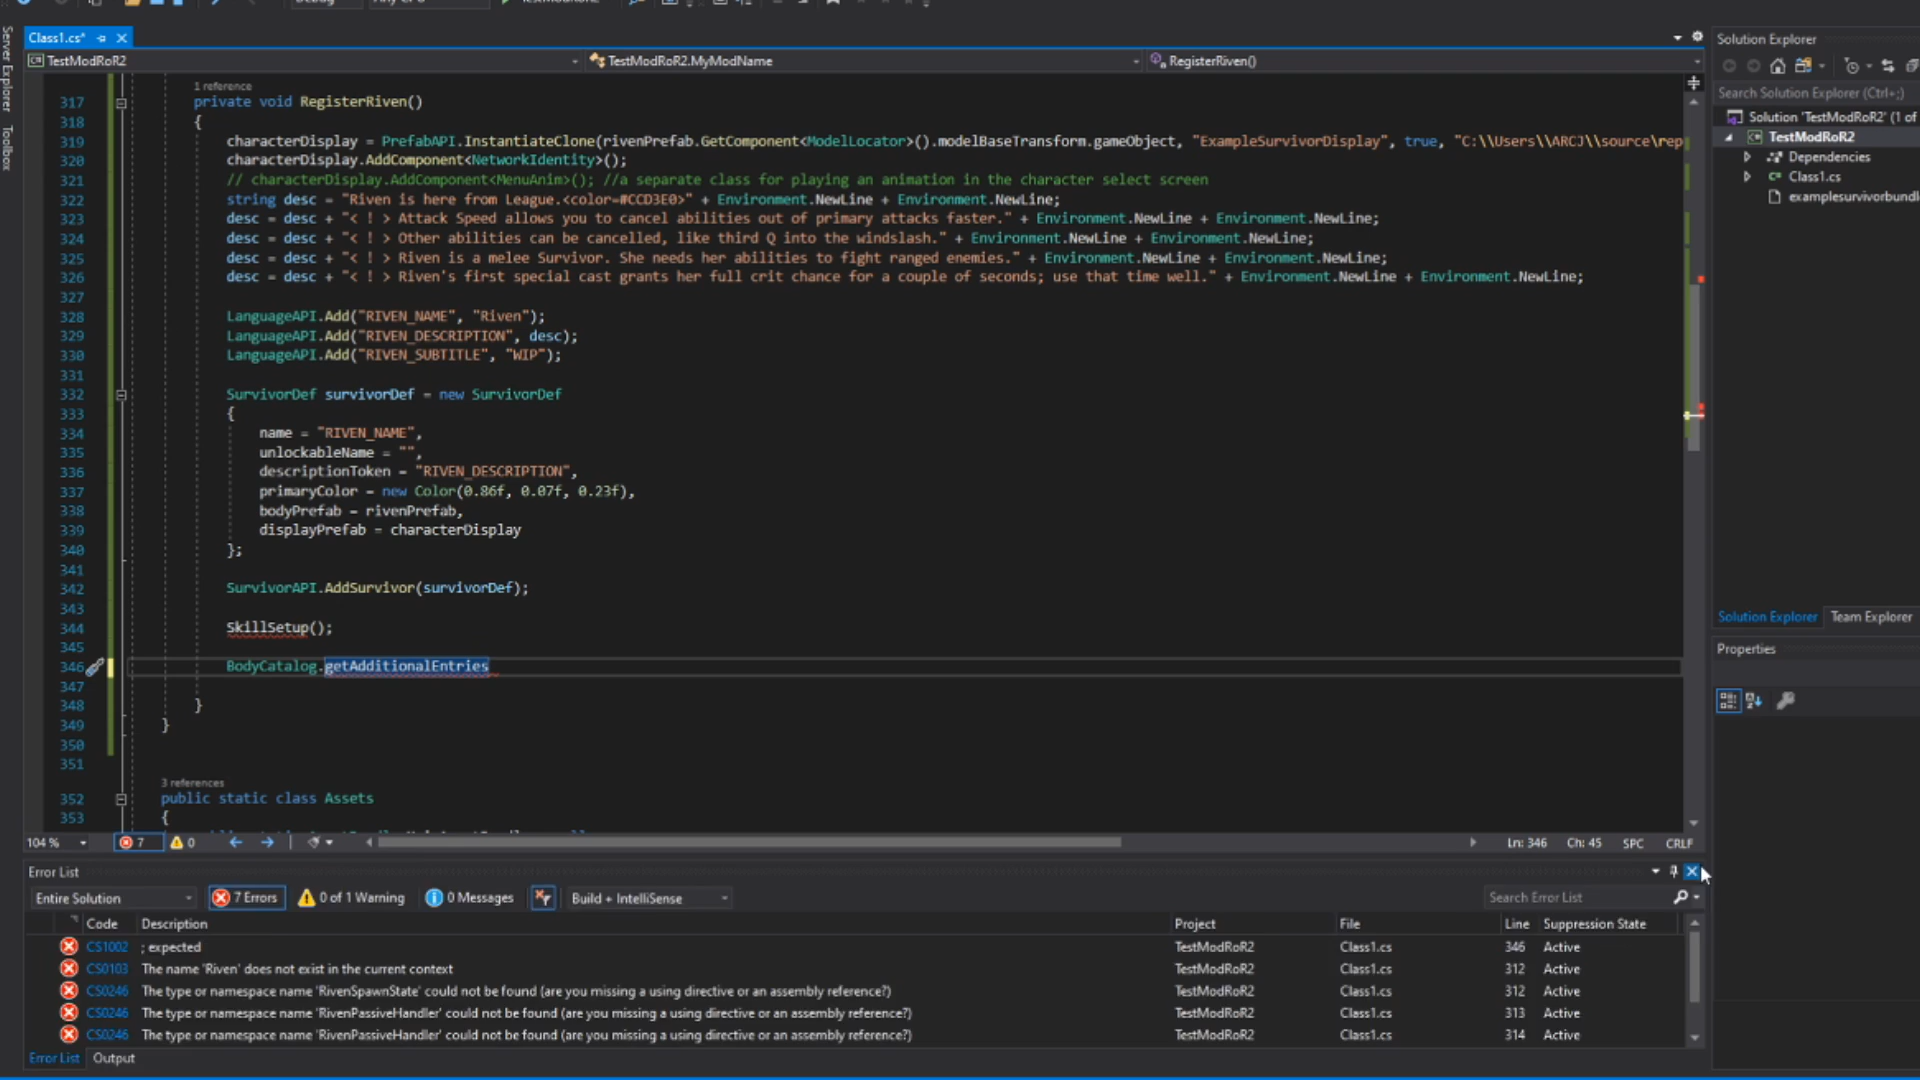 Class1.cs*
Server Explorer
Toolbox
TestModRoR2
TestModRoR2.MyModName
RegisterRiven()
1 reference
317 private void RegisterRiven()
318 {
319 characterDisplay = PrefabAPI.InstantiateClone(rivenPrefab.GetComponent<ModelLocator>().modelBaseTransform.gameObject, "ExampleSurvivorDisplay", true, "C:\\Users\\ARCJ\\source\rep
320 characterDisplay.AddComponent<NetworkIdentity>();
321 // characterDisplay.AddComponent<MenuAnim>(); //a separate class for playing an animation in the character select screen
322 string desc = "Riven is here from League.<color=#CCD3E0>" + Environment.NewLine + Environment.NewLine;
323 desc = desc + "< ! > Attack Speed allows you to cancel abilities out of primary attacks faster." + Environment.NewLine + Environment.NewLine;
324 desc = desc + "< ! > Other abilities can be cancelled, like third Q into the windslash." + Environment.NewLine + Environment.NewLine;
325 desc = desc + "< ! > Riven is a melee Survivor. She needs her abilities to fight ranged enemies." + Environment.NewLine + Environment.NewLine;
326 desc = desc + "< ! > Riven's first special cast grants her full crit chance for a couple of seconds; use that time well." + Environment.NewLine + Environment.NewLine;
327
328 LanguageAPI.Add("RIVEN_NAME", "Riven");
329 LanguageAPI.Add("RIVEN_DESCRIPTION", desc);
330 LanguageAPI.Add("RIVEN_SUBTITLE", "WIP");
331
332 SurvivorDef survivorDef = new SurvivorDef
333 {
334 name = "RIVEN_NAME",
335 unlockableName = "",
336 descriptionToken = "RIVEN_DESCRIPTION",
337 primaryColor = new Color(0.86f, 0.07f, 0.23f),
338 bodyPrefab = rivenPrefab,
339 displayPrefab = characterDisplay
340 };
341
342 SurvivorAPI.AddSurvivor(survivorDef);
343
344 SkillSetup();
345
346 BodyCatalog.getAdditionalEntries
347
348 }
349 }
350
351
3 references
352 public static class Assets
353 {
104 %
7
0
Ln: 346
Ch: 45
SPC
CRLF
Error List
Entire Solution
7 Errors
0 of 1 Warning
0 Messages
Build + IntelliSense
Search Error List
Code Description Project File Line Suppression State
CS1002 ; expected TestModRoR2 Class1.cs 346 Active
CS0103 The name 'Riven' does not exist in the current context TestModRoR2 Class1.cs 312 Active
CS0246 The type or namespace name 'RivenSpawnState' could not be found (are you missing a using directive or an assembly reference?) TestModRoR2 Class1.cs 312 Active
CS0246 The type or namespace name 'RivenPassiveHandler' could not be found (are you missing a using directive or an assembly reference?) TestModRoR2 Class1.cs 313 Active
CS0246 The type or namespace name 'RivenPassiveHandler' could not be found (are you missing a using directive or an assembly reference?) TestModRoR2 Class1.cs 314 Active
Error List
Output
Solution Explorer
Search Solution Explorer (Ctrl+;)
Solution 'TestModRoR2' (1 of
TestModRoR2
Dependencies
Class1.cs
examplesurvivorbundl
Solution Explorer
Team Explorer
Properties